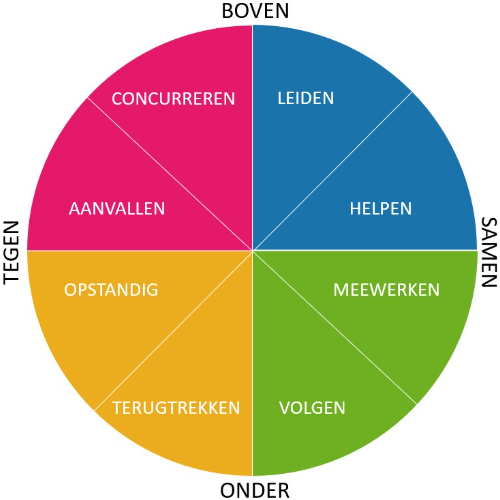 BOVEN
CONCURREREN
LEIDEN
AANVALLEN
HELPEN
TEGEN
SAMEN
OPSTANDIG
MEEWERKEN
TERUGTREKKEN
VOLGEN
ONDER